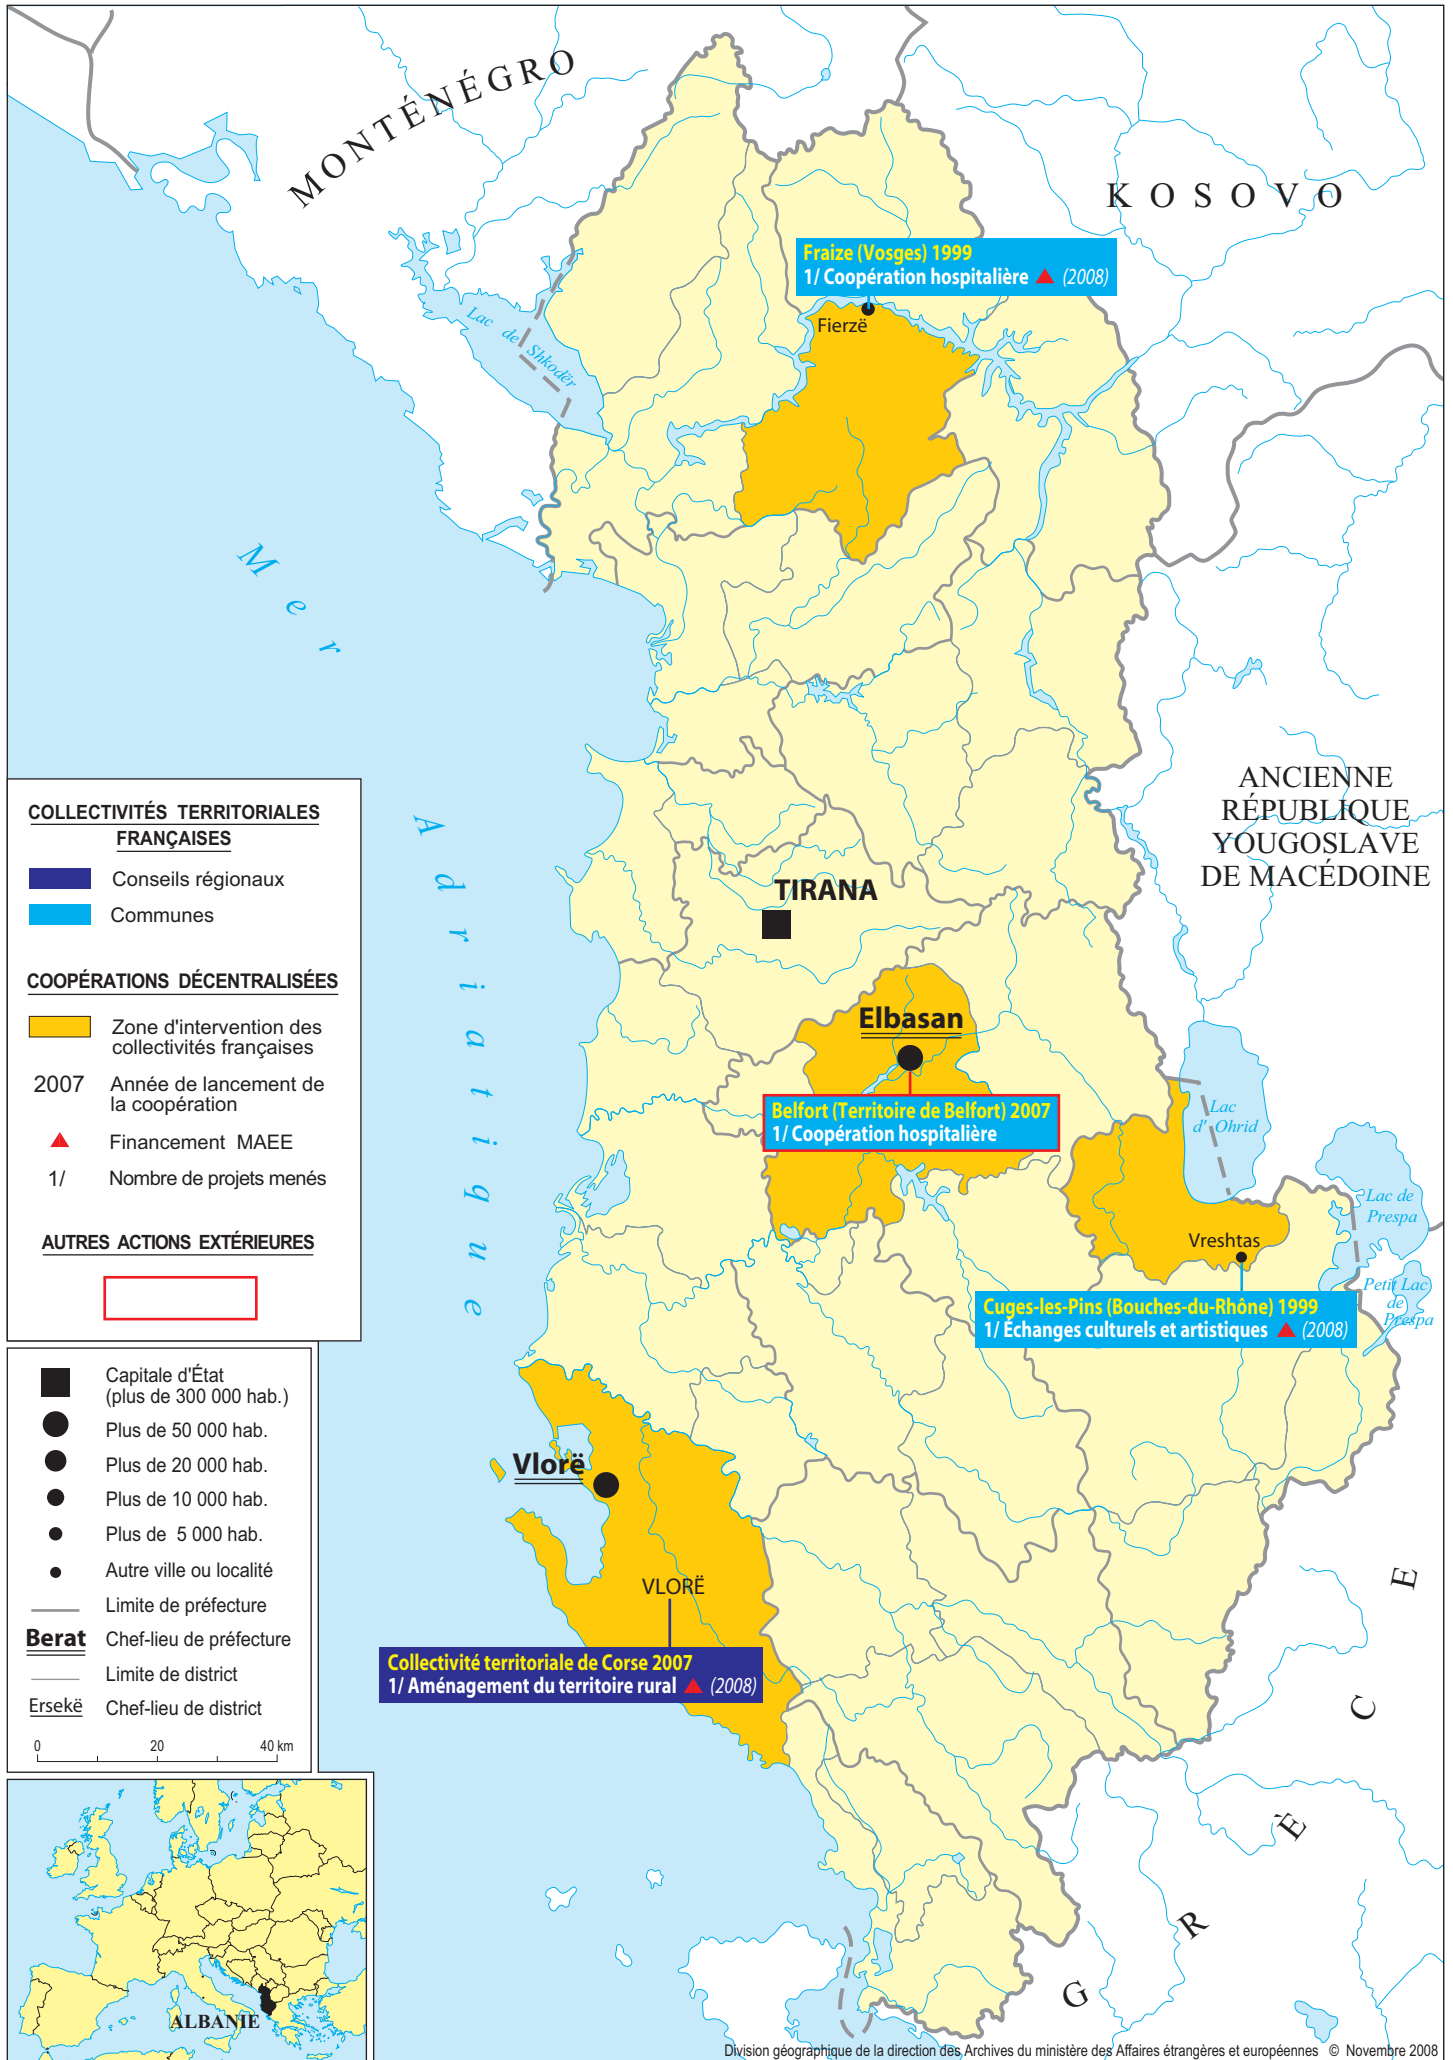 MONTÉNÉGRO
KOSOVO
Fraize (Vosges) 1999
1/ Coopération hospitalière (2008)
Fierzë
Lac de Shkodër
Mer Adriatique
ANCIENNE
RÉPUBLIQUE
YOUGOSLAVE
DE MACÉDOINE
TIRANA
Elbasan
Belfort (Territoire de Belfort) 2007
1/ Coopération hospitalière
Lac
d' Ohrid
Lac de
Prespa
Vreshtas
Petit Lac
de
Prespa
Cuges-les-Pins (Bouches-du-Rhône) 1999
1/ Échanges culturels et artistiques (2008)
Vlorë
VLORË
Collectivité territoriale de Corse 2007
1/ Aménagement du territoire rural (2008)
GRÈCE
COLLECTIVITÉS TERRITORIALES
FRANÇAISES
Conseils régionaux
Communes
COOPÉRATIONS DÉCENTRALISÉES
Zone d'intervention des
collectivités françaises
2007 Année de lancement de
la coopération
Financement MAEE
1/ Nombre de projets menés
AUTRES ACTIONS EXTÉRIEURES
Capitale d'État
(plus de 300 000 hab.)
Plus de 50 000 hab.
Plus de 20 000 hab.
Plus de 10 000 hab.
Plus de 5 000 hab.
Autre ville ou localité
Limite de préfecture
Berat Chef-lieu de préfecture
Limite de district
Ersekë Chef-lieu de district
0 20 40 km
ALBANIE
Division géographique de la direction des Archives du ministère des Affaires étrangères et européennes © Novembre 2008